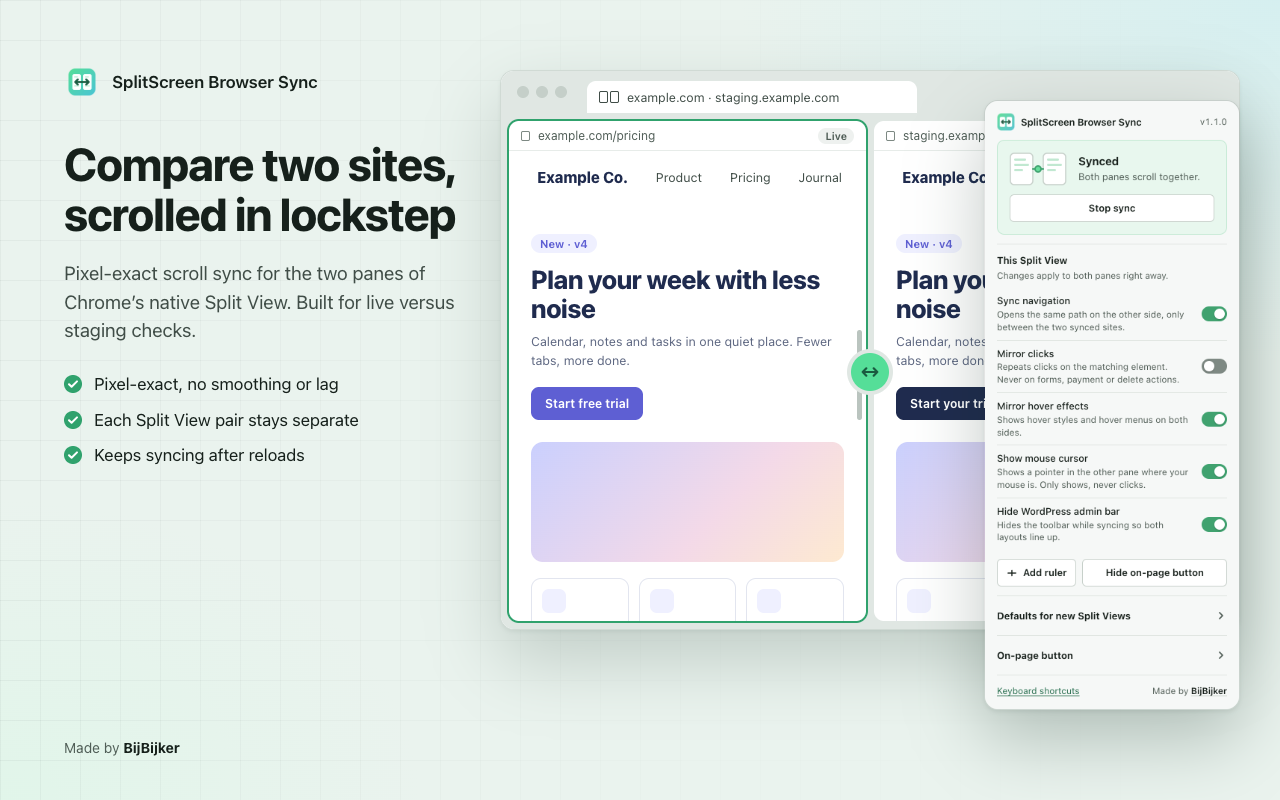 SplitScreen Browser Sync
Compare two sites,
scrolled in lockstep
Pixel-exact scroll sync for the two panes of
Chrome's native Split View. Built for live versus
staging checks.
Pixel-exact, no smoothing or lag
Each Split View pair stays separate
Keeps syncing after reloads
Made by BijBijker
example.com · staging.example.com
example.com/pricing
Live
Example Co.
Product
Pricing
Journal
New · v4
Plan your week with less
noise
Calendar, notes and tasks in one quiet place. Fewer
tabs, more done.
Start free trial
staging.examp
Example Co
New · v4
Plan you
noise
Calendar, notes
tabs, more don
Start your tri
SplitScreen Browser Sync
v1.1.0
Synced
Both panes scroll together.
Stop sync
This Split View
Changes apply to both panes right away.
Sync navigation
Opens the same path on the other side, only
between the two synced sites.
Mirror clicks
Repeats clicks on the matching element.
Never on forms, payment or delete actions.
Mirror hover effects
Shows hover styles and hover menus on both
sides.
Show mouse cursor
Shows a pointer in the other pane where your
mouse is. Only shows, never clicks.
Hide WordPress admin bar
Hides the toolbar while syncing so both
layouts line up.
Add ruler
Hide on-page button
Defaults for new Split Views
On-page button
Keyboard shortcuts
Made by BijBijker